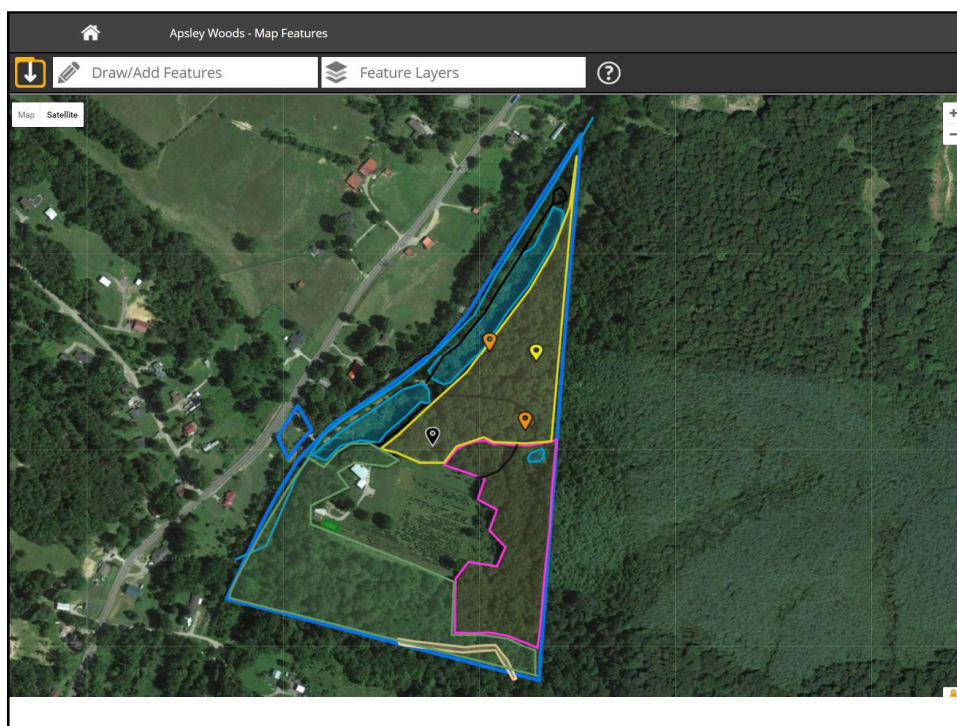 Apsley Woods - Map Features
Draw/Add Features
Feature Layers
?
Map Satellite
+
−